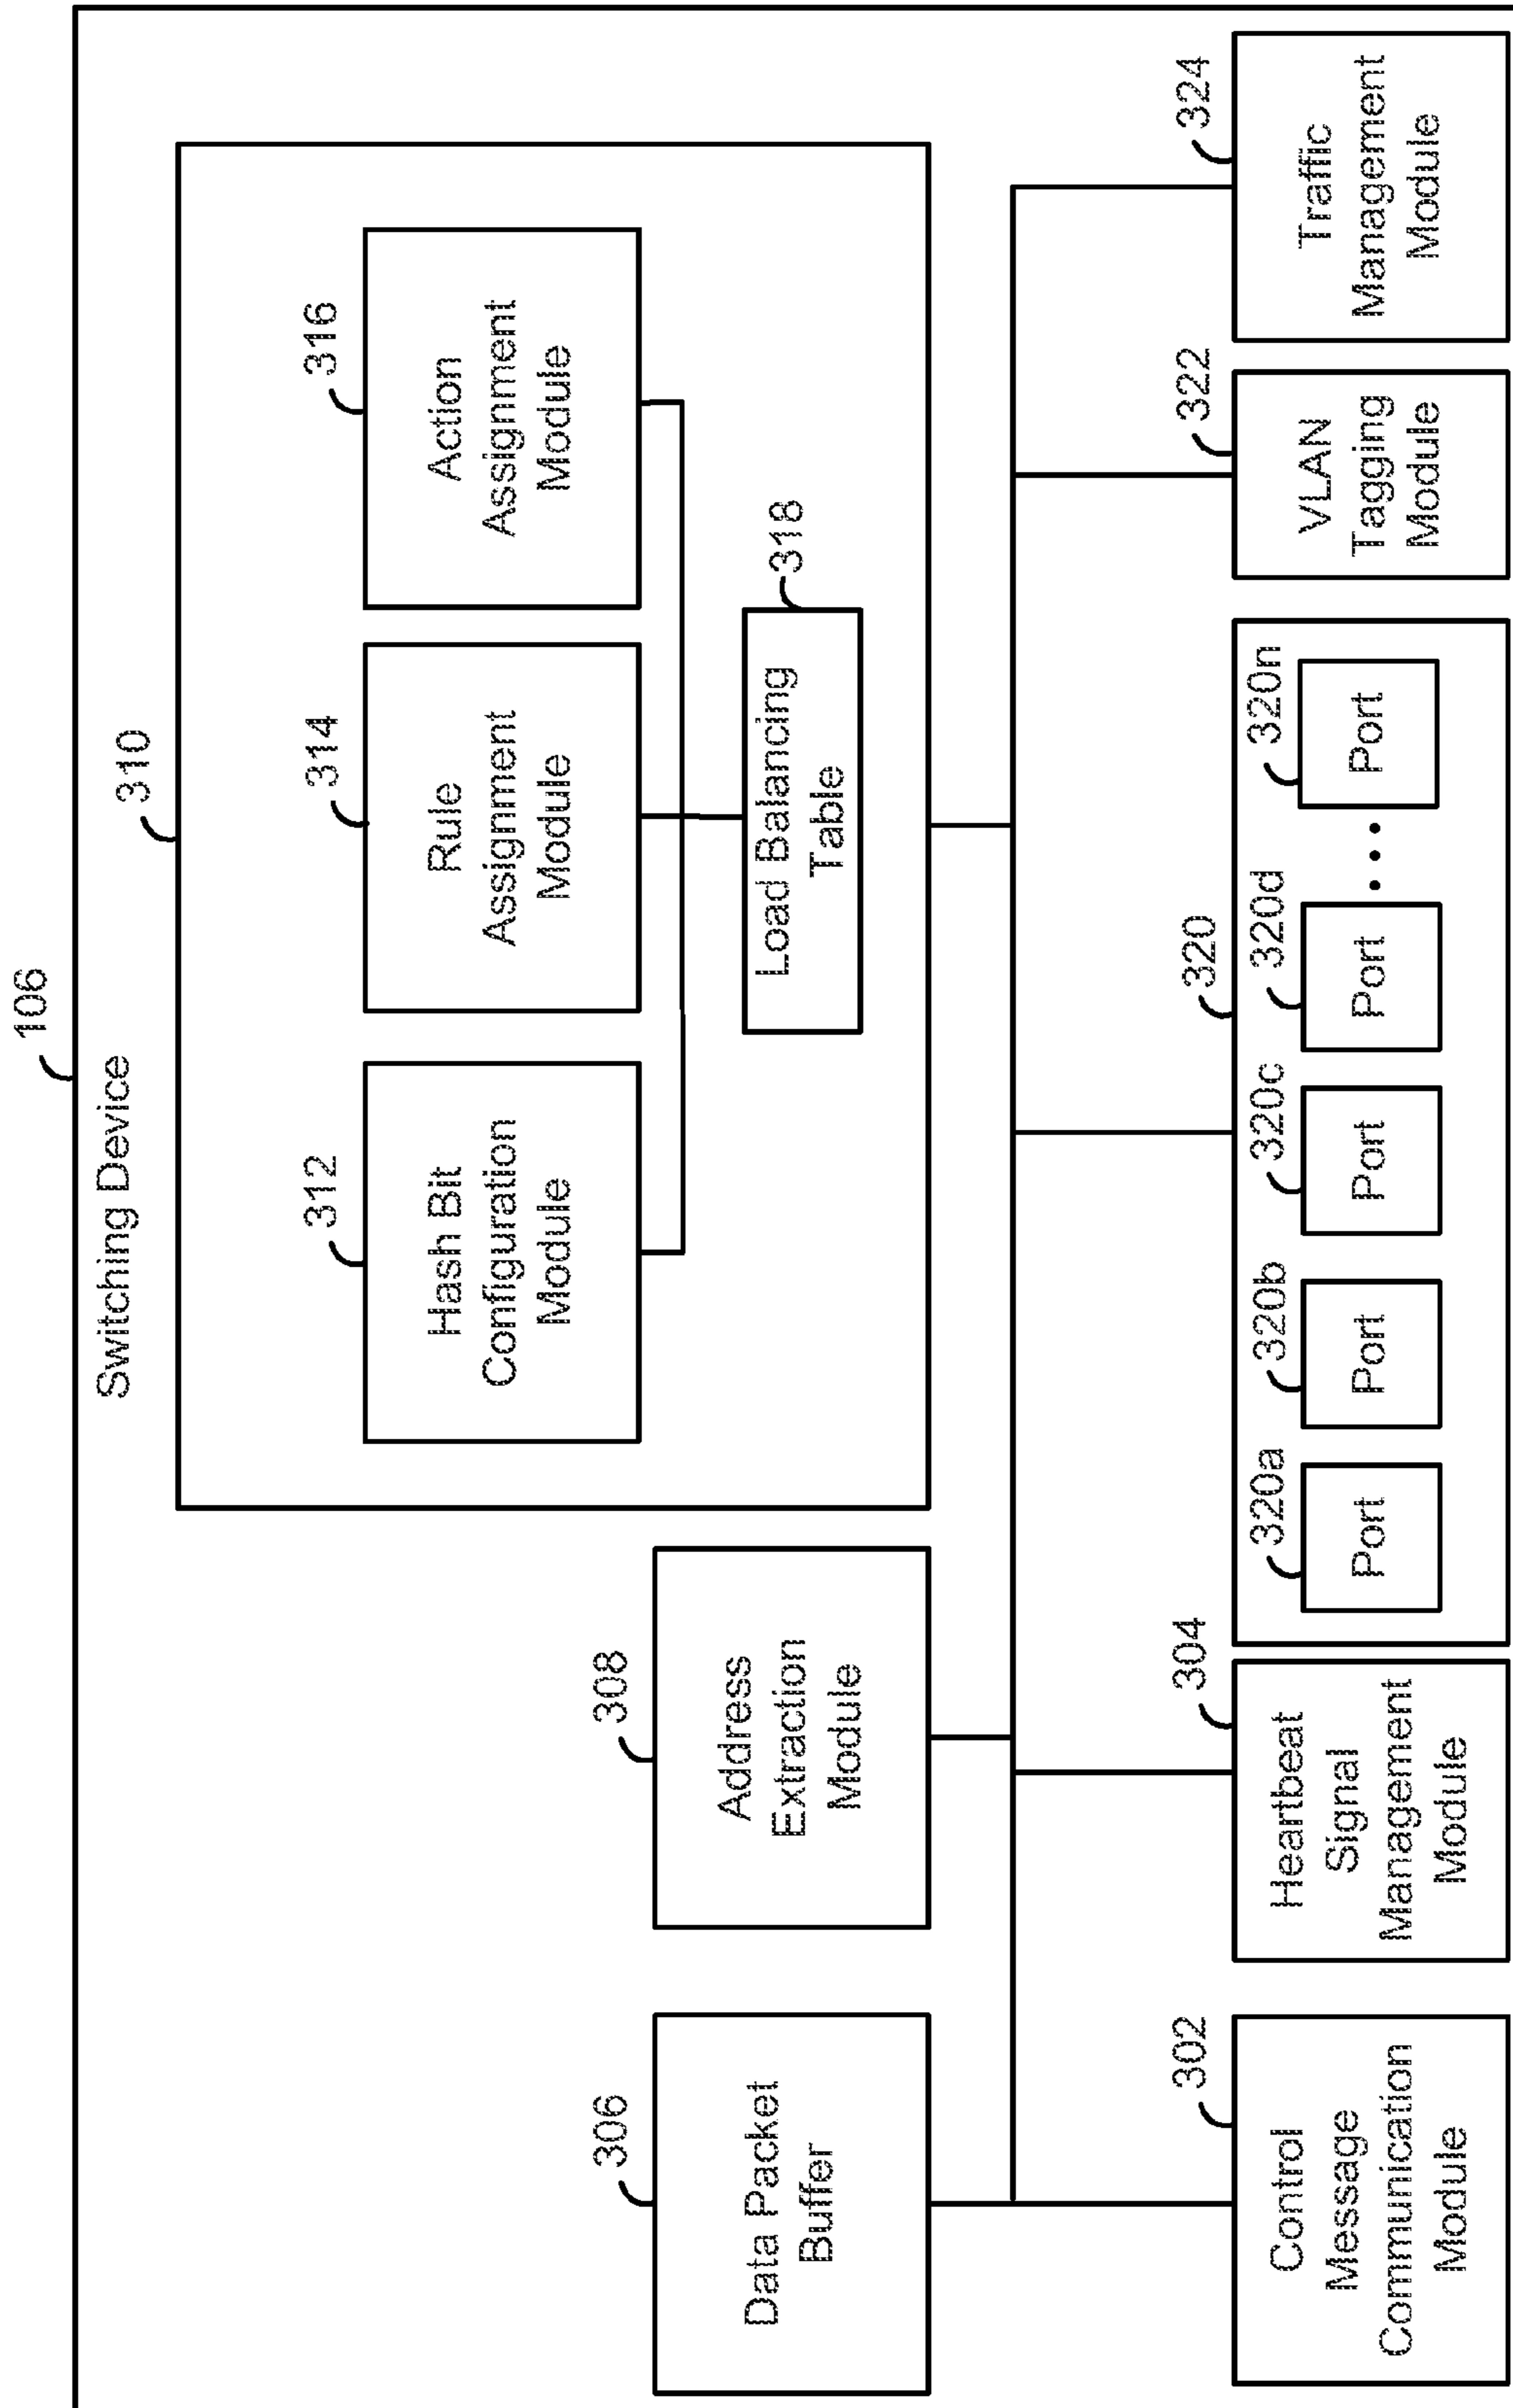 106
Switching Device
310
312
Hash Bit
Configuration
Module
314
Rule
Assignment
Module
316
Action
Assignment
Module
318
Load Balancing
Table
306
Data Packet
Buffer
308
Address
Extraction
Module
302
Control
Message
Communication
Module
304
Heartbeat
Signal
Management
Module
320
320a
Port
320b
Port
320c
Port
320d
Port
320n
Port
322
VLAN
Tagging
Module
324
Traffic
Management
Module